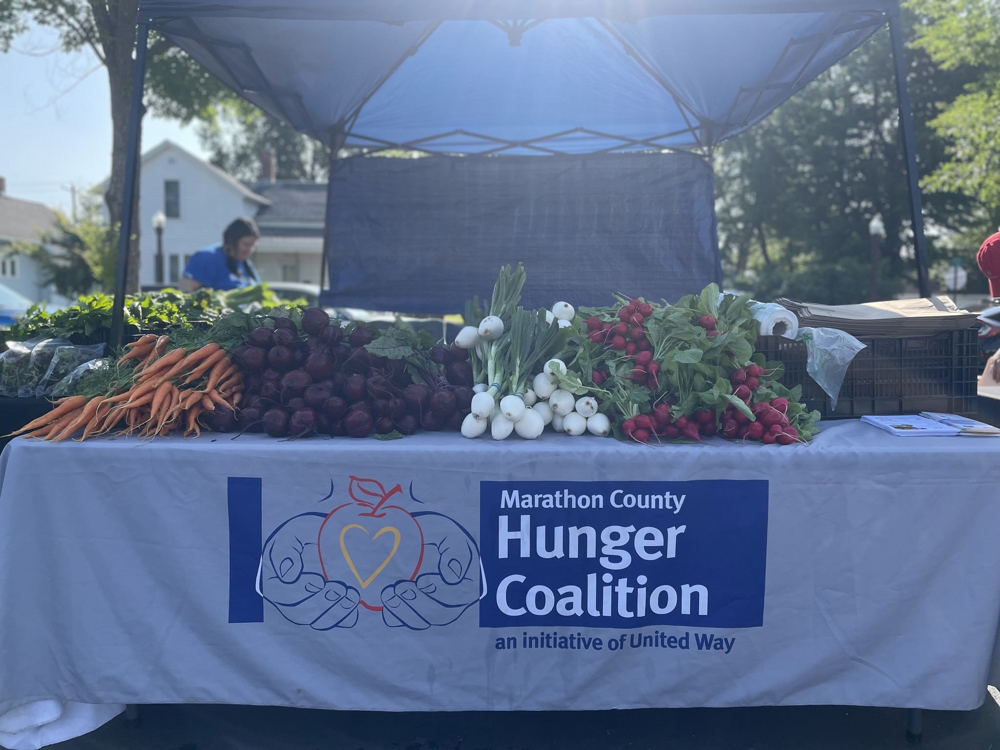 Marathon County
Hunger
Coalition
an initiative of United Way